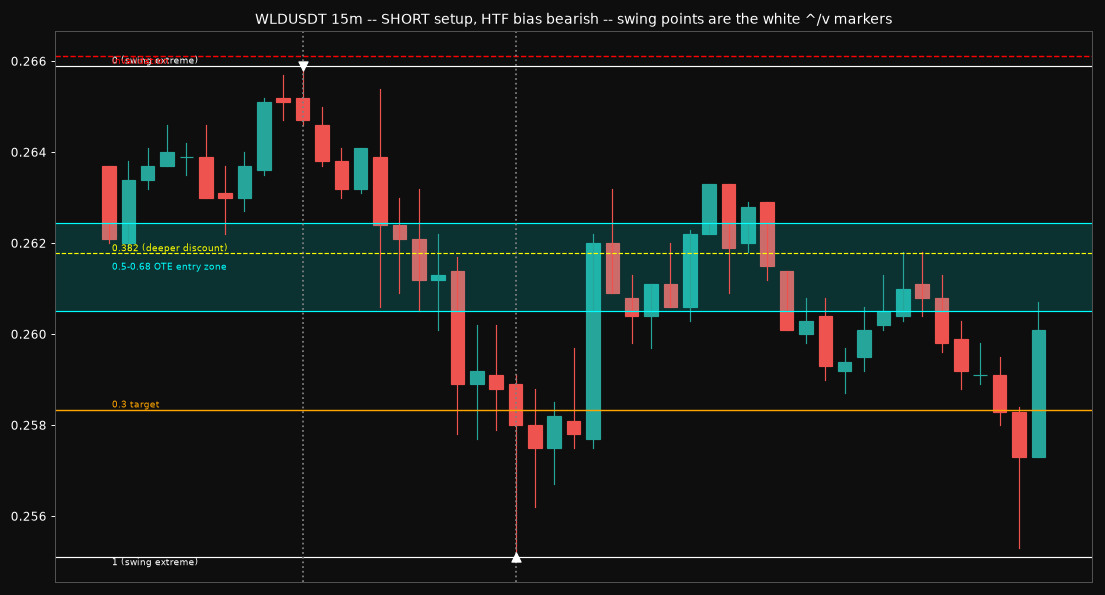 WLDUSDT 15m -- SHORT setup, HTF bias bearish -- swing points are the white ^/v markers
0.266
0 (swing extreme)
0.264
0.262
0.382 (deeper discount)
0.5-0.68 OTE entry zone
0.260
0.3 target
0.258
0.256
1 (swing extreme)